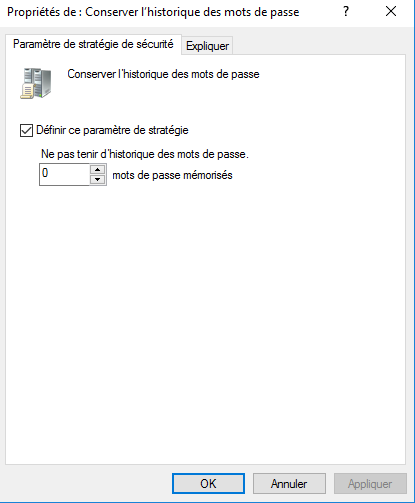 Propriétés de : Conserver l'historique des mots de passe ?
Paramètre de stratégie de sécurité Expliquer
Conserver l'historique des mots de passe
Définir ce paramètre de stratégie
Ne pas tenir d'historique des mots de passe.
0 mots de passe mémorisés
OK Annuler Appliquer